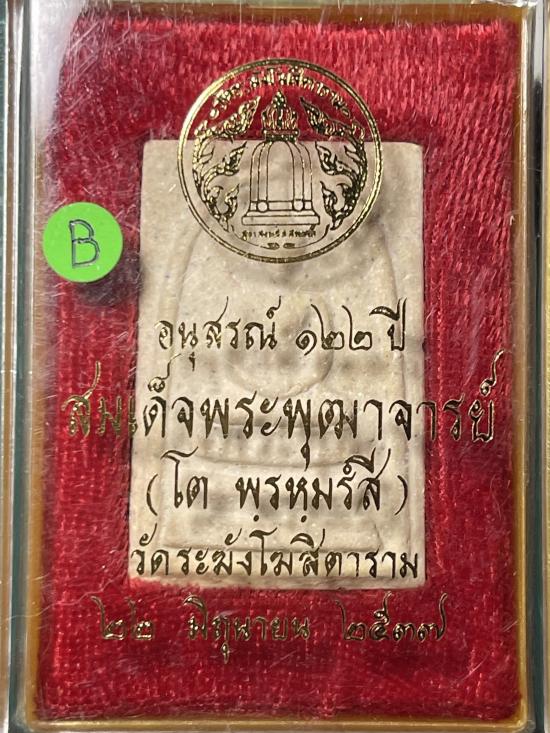 B
อนุสรณ์ ๑๒๒ ปี
สมเด็จพระพุฒาจารย์
(โต พฺรหฺมรํสี)
วัดระฆังโฆสิตาราม
๒๒ มิถุนายน ๒๕๓๗